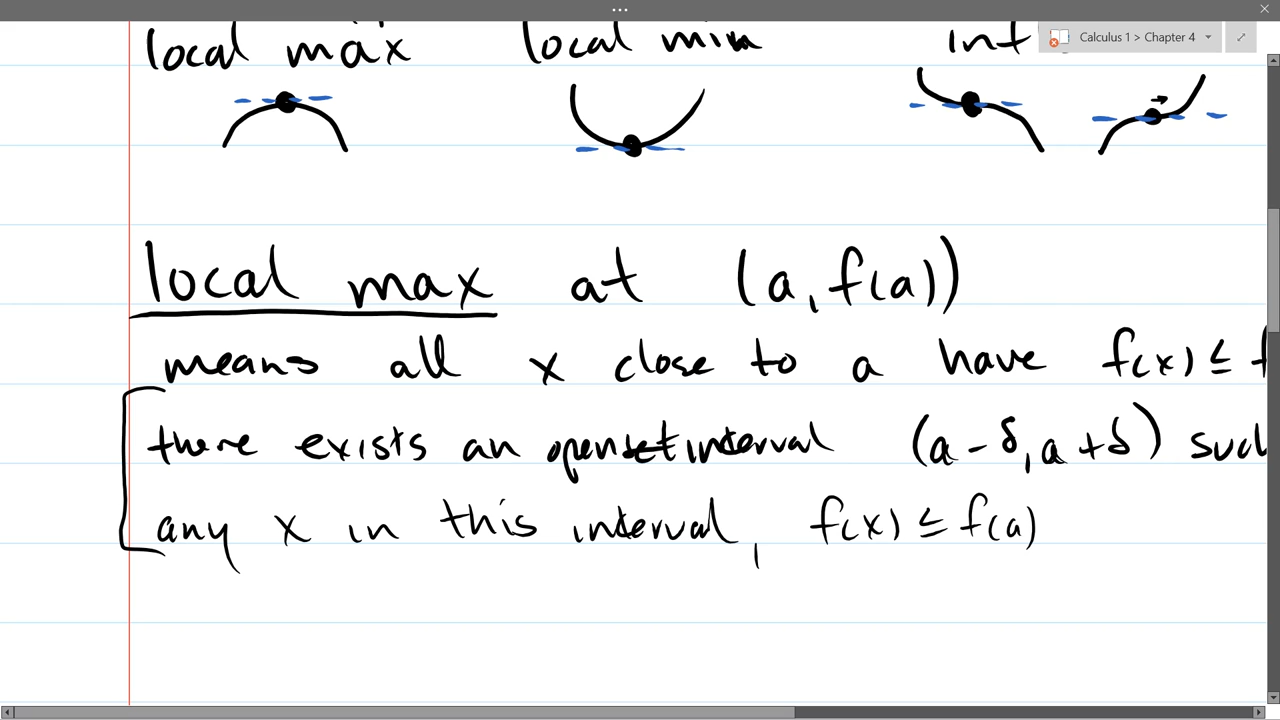 local max local min inf
Calculus 1 > Chapter 4
local max at (a, f(a))
means all x close to a have f(x) ≤ f
there exists an open set interval (a - δ, a + δ) such
any x in this interval, f(x) ≤ f(a)